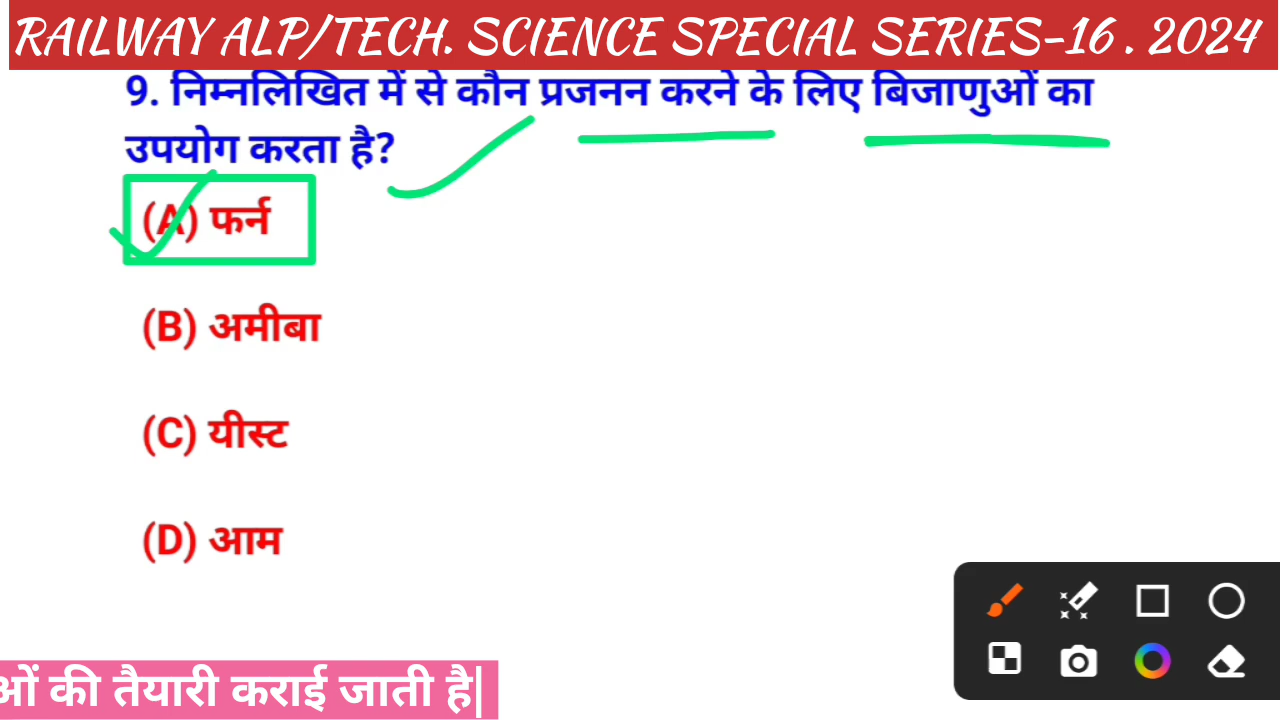 RAILWAY ALP/TECH. SCIENCE SPECIAL SERIES-16 . 2024
9. निम्नलिखित में से कौन प्रजनन करने के लिए बिजाणुओं का
उपयोग करता है?
(A) फर्न
(B) अमीबा
(C) यीस्ट
(D) आम
ओं की तैयारी कराई जाती है|